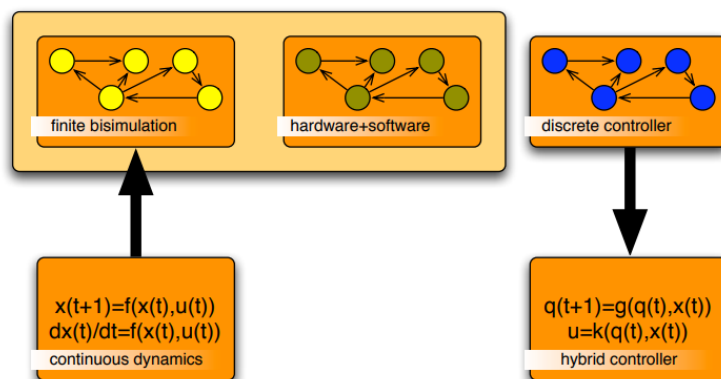 finite bisimulation
hardware+software
discrete controller
x(t+1)=f(x(t),u(t))
dx(t)/dt=f(x(t),u(t))
continuous dynamics
q(t+1)=g(q(t),x(t))
u=k(q(t),x(t))
hybrid controller